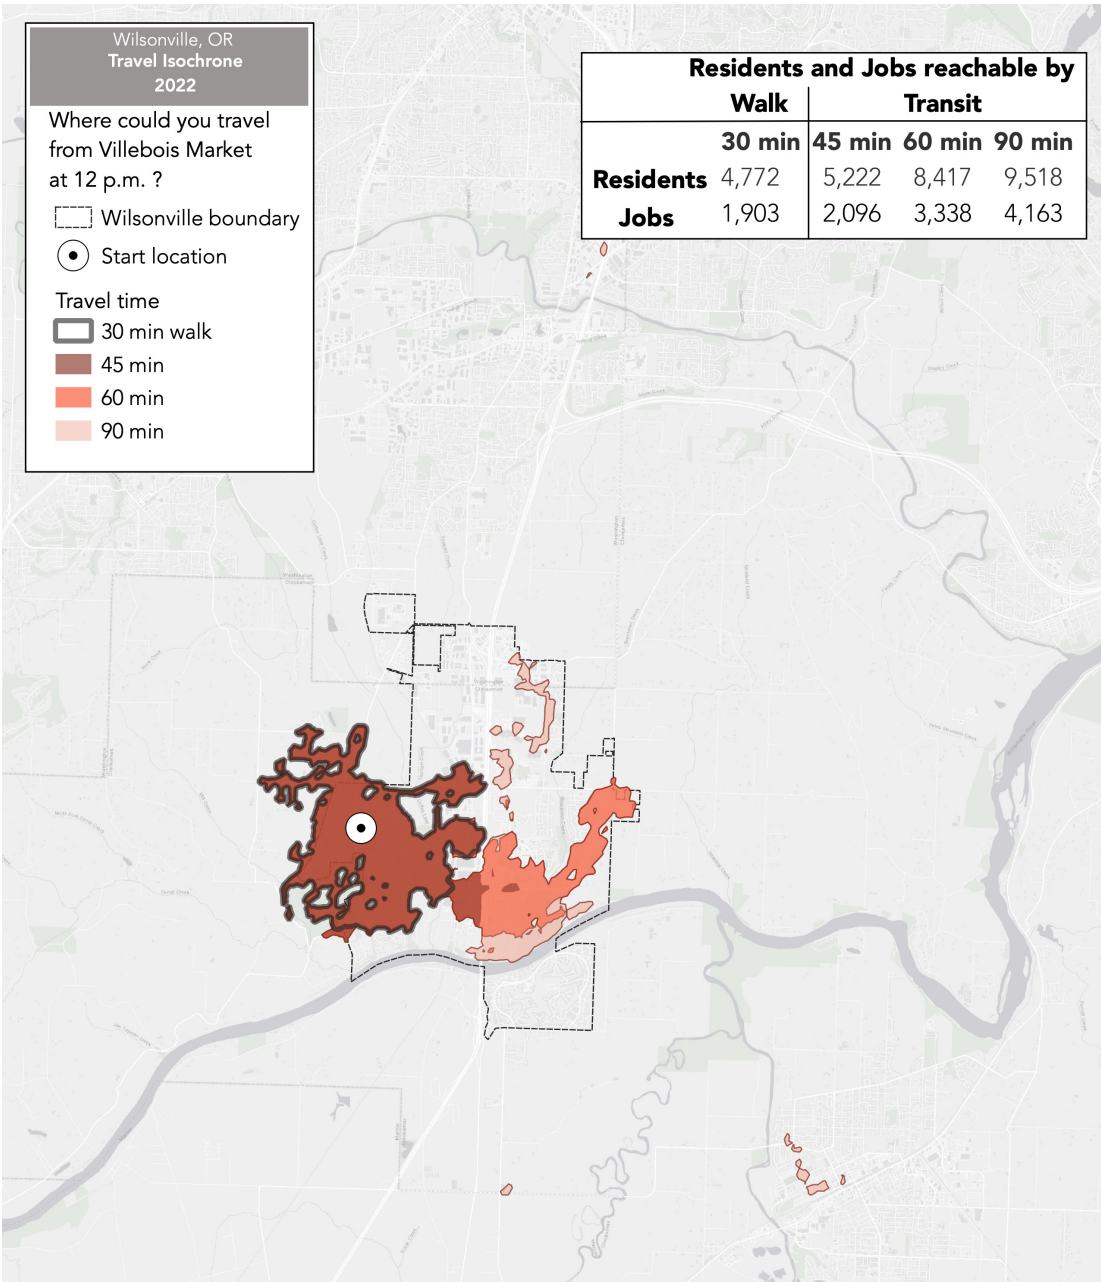 Wilsonville, OR
Travel Isochrone
2022
Where could you travel
from Villebois Market
at 12 p.m. ?
Wilsonville boundary
Start location
Travel time
30 min walk
45 min
60 min
90 min
Residents and Jobs reachable by
Walk Transit
30 min 45 min 60 min 90 min
Residents 4,772 5,222 8,417 9,518
Jobs 1,903 2,096 3,338 4,163